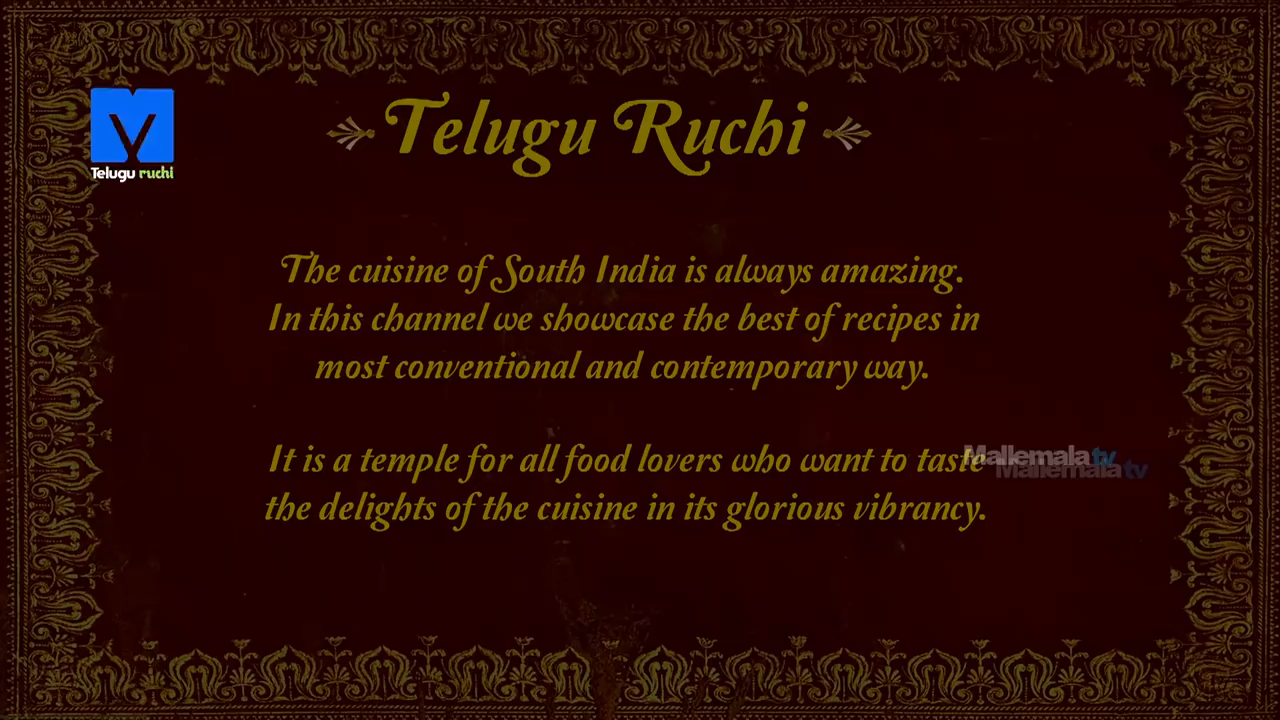 Telugu Ruchi
Telugu ruchi
The cuisine of South India is always amazing.
In this channel we showcase the best of recipes in
most conventional and contemporary way.
It is a temple for all food lovers who want to taste
the delights of the cuisine in its glorious vibrancy.
Mallemala tv
Mallemala tv